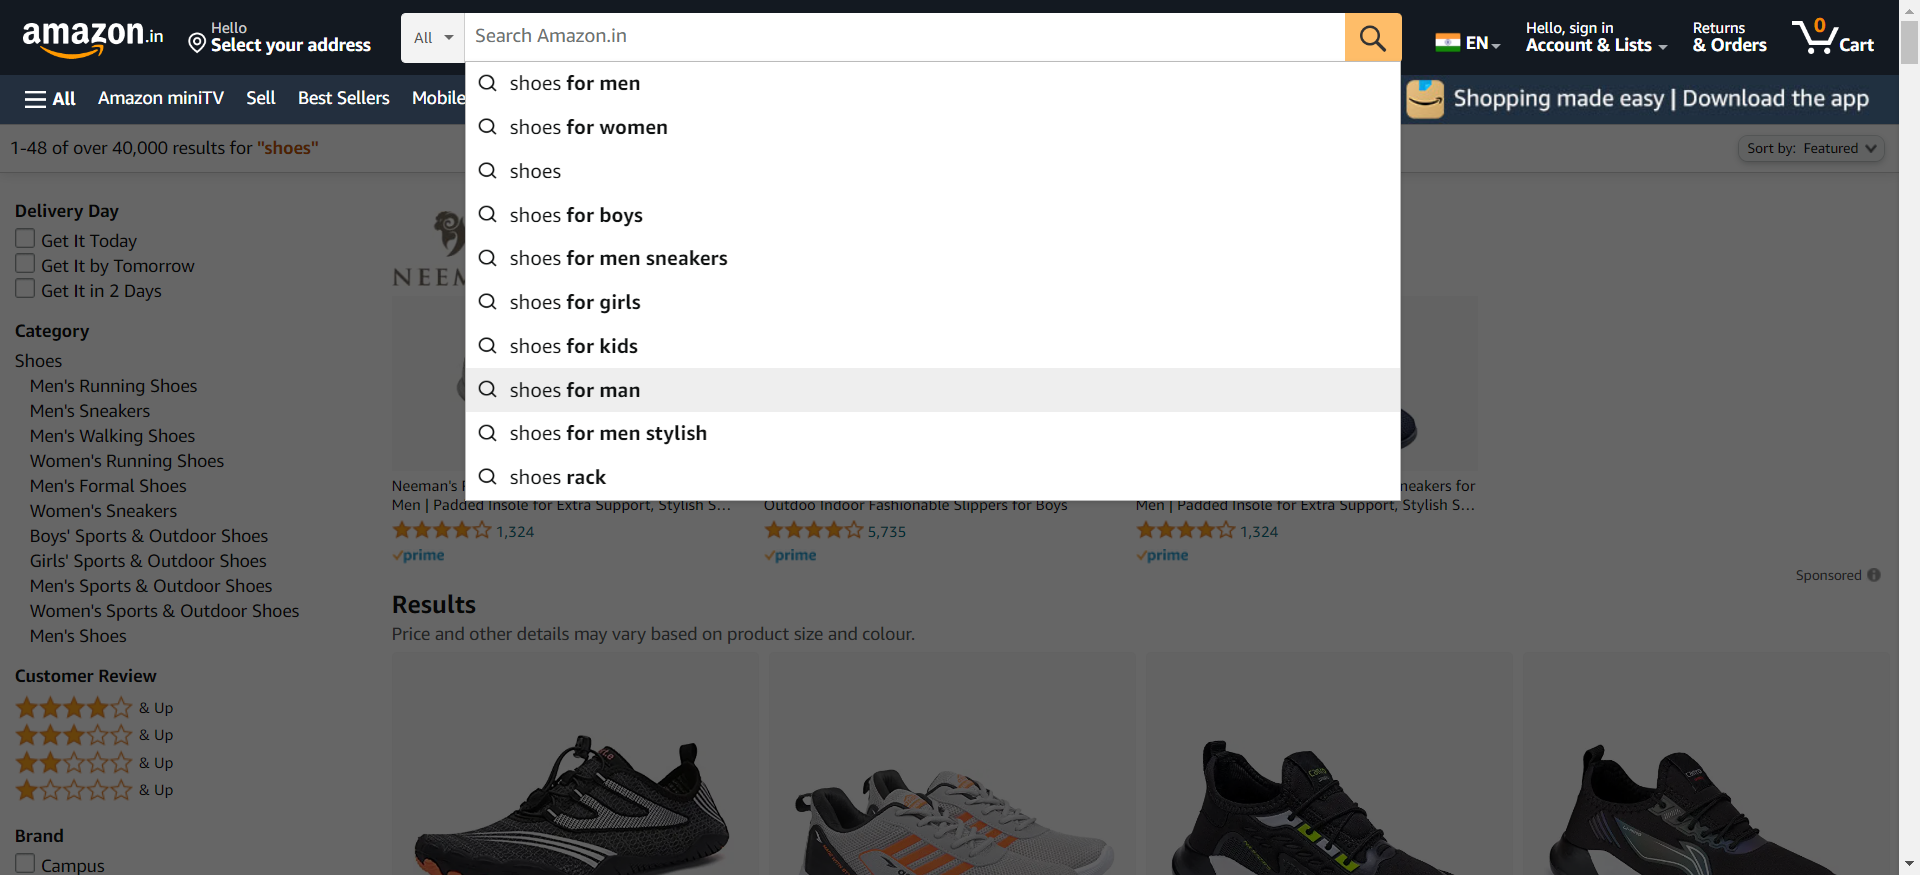 amazon.in
Hello
Select your address
All
Search Amazon.in
EN
Hello, sign in
Account & Lists
Returns
& Orders
0
Cart
All
Amazon miniTV
Sell
Best Sellers
Mobile
Shopping made easy | Download the app
shoes for men
shoes for women
shoes
shoes for boys
shoes for men sneakers
shoes for girls
shoes for kids
shoes for man
shoes for men stylish
shoes rack
1-48 of over 40,000 results for "shoes"
Sort by: Featured
Delivery Day
Get It Today
Get It by Tomorrow
Get It in 2 Days
Category
Shoes
Men's Running Shoes
Men's Sneakers
Men's Walking Shoes
Women's Running Shoes
Men's Formal Shoes
Women's Sneakers
Boys' Sports & Outdoor Shoes
Girls' Sports & Outdoor Shoes
Men's Sports & Outdoor Shoes
Women's Sports & Outdoor Shoes
Men's Shoes
Customer Review
& Up
& Up
& Up
& Up
Brand
Campus
NEEM
Neeman's
Men | Padded Insole for Extra Support, Stylish S...
1,324
prime
Outdoo Indoor Fashionable Slippers for Boys
5,735
prime
neakers for
Men | Padded Insole for Extra Support, Stylish S...
1,324
prime
Sponsored
Results
Price and other details may vary based on product size and colour.